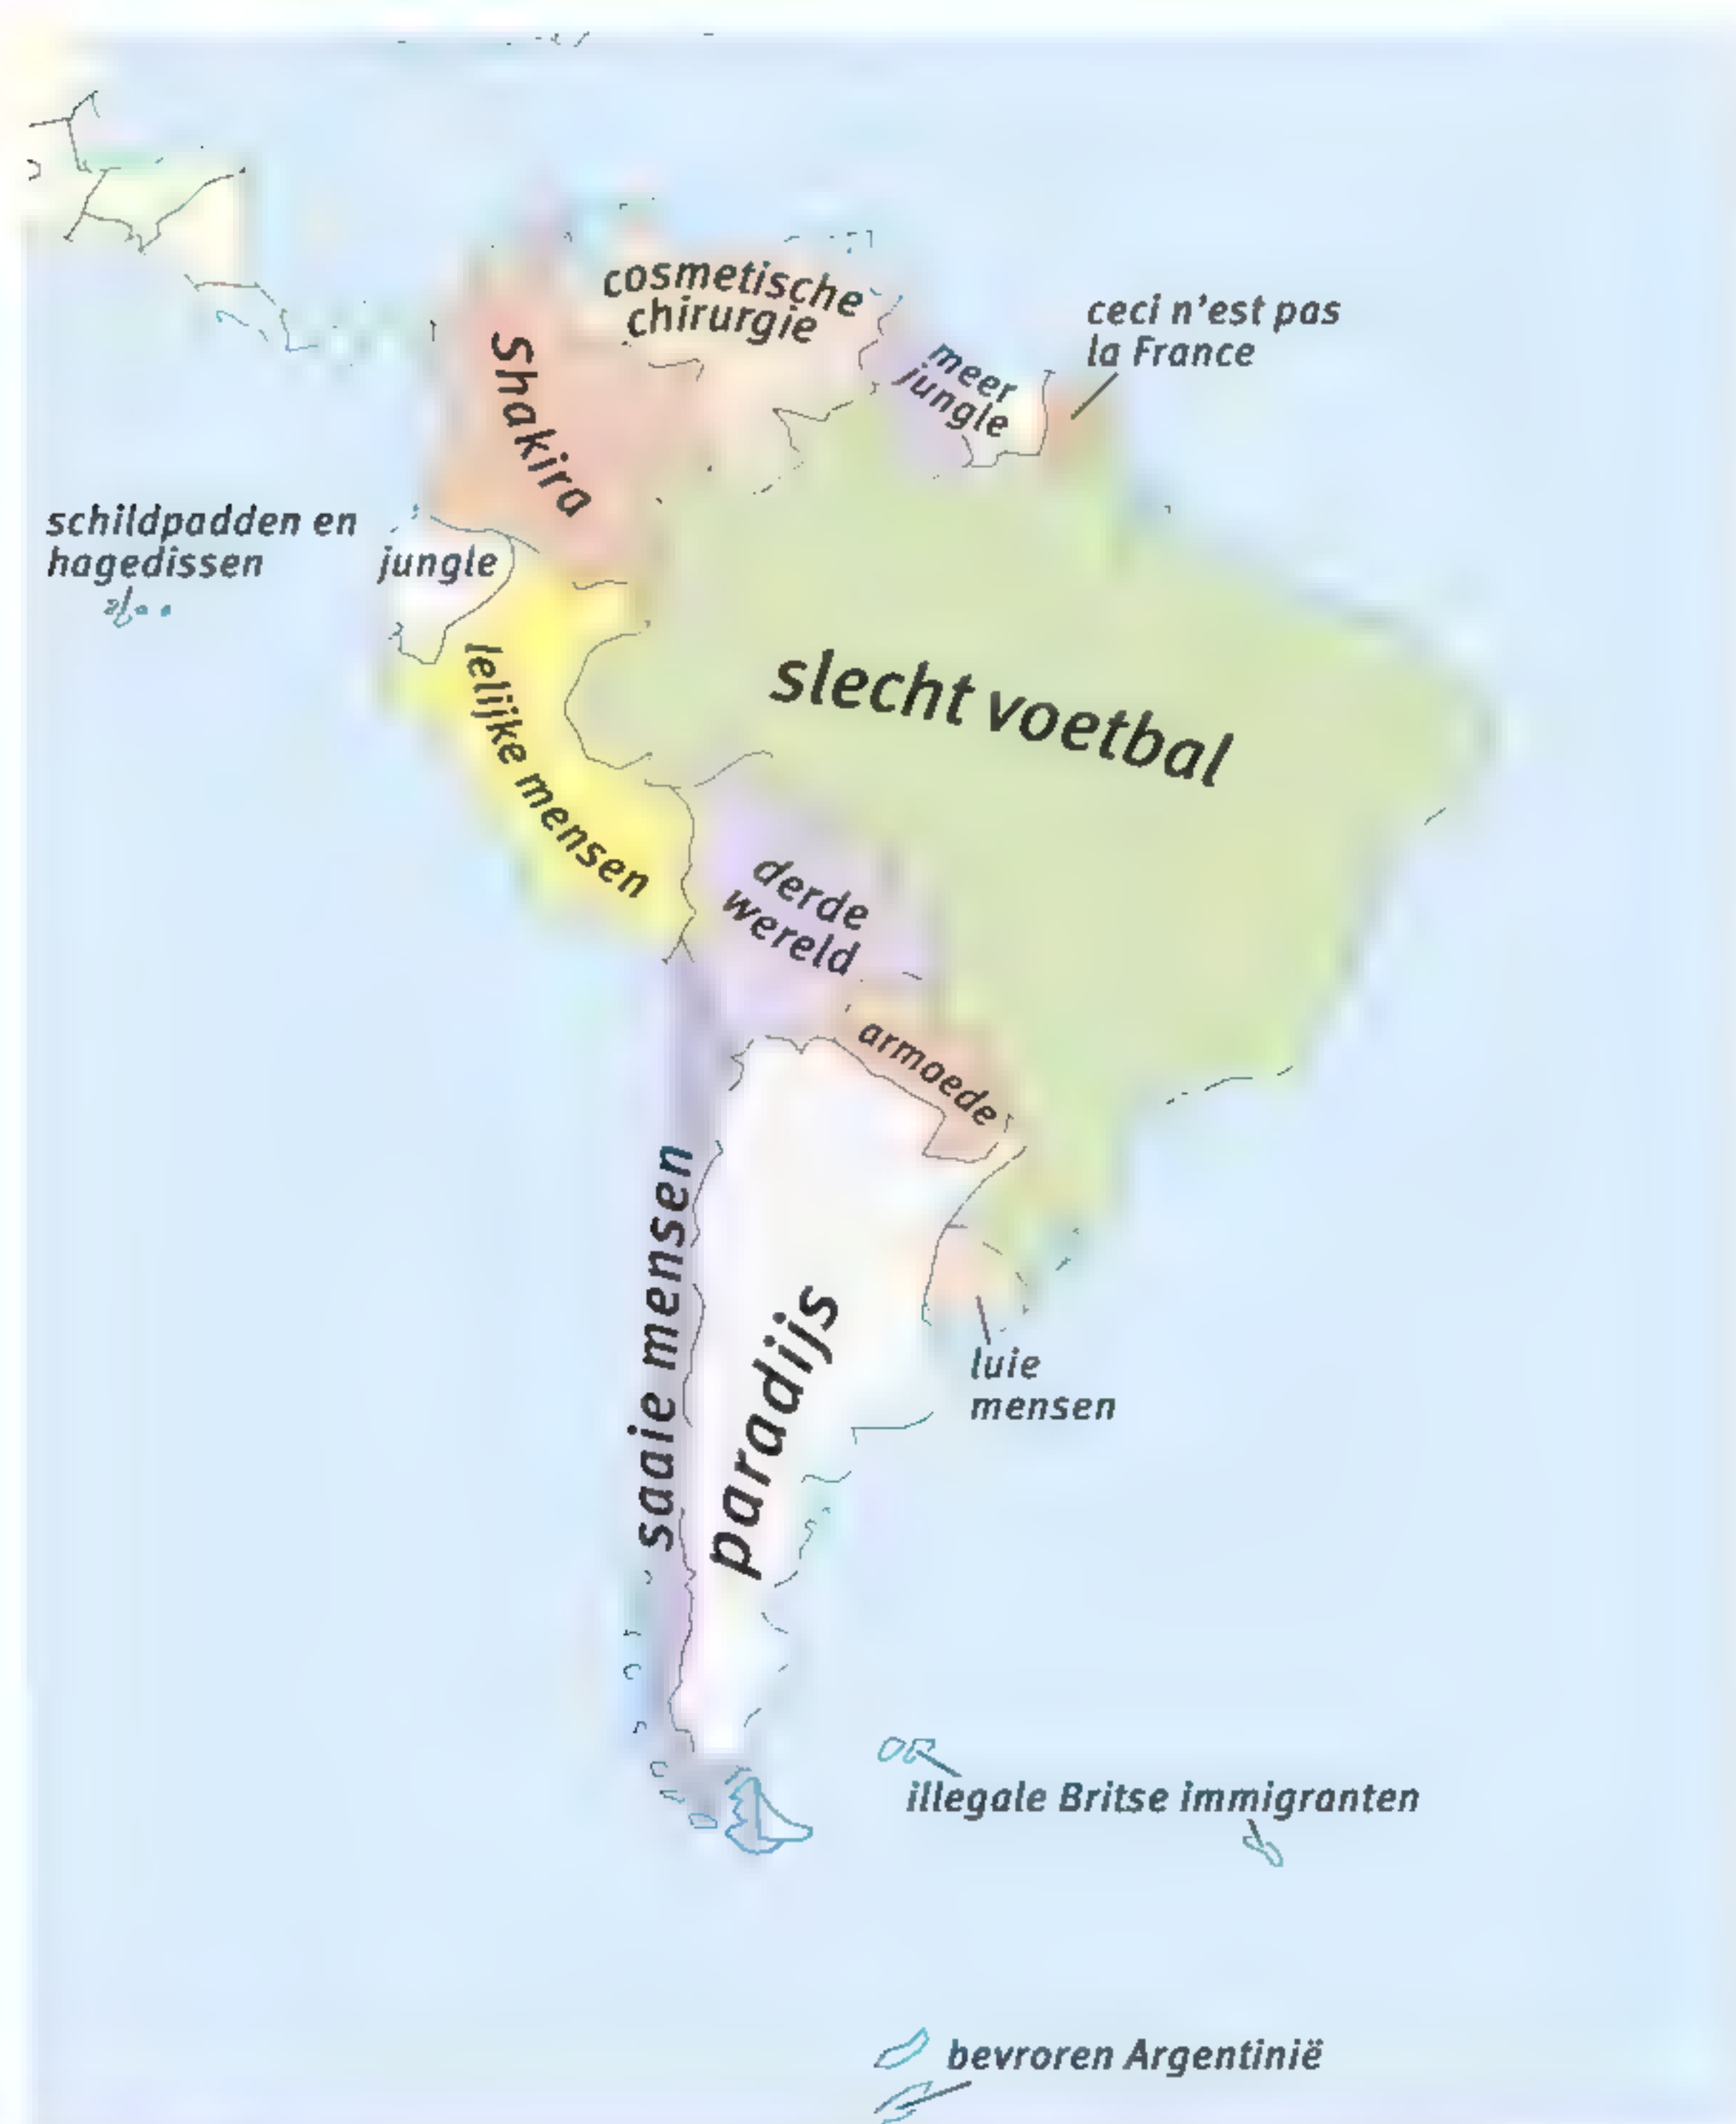 cosmetische
chirurgie
ceci n'est pas
la France
Shakira
meer
jungle
schildpadden en
hagedissen
jungle
slecht voetbal
lelijke mensen
derde
wereld
armoede
saaie mensen
paradijs
luie
mensen
illegale Britse immigranten
bevroren Argentinië